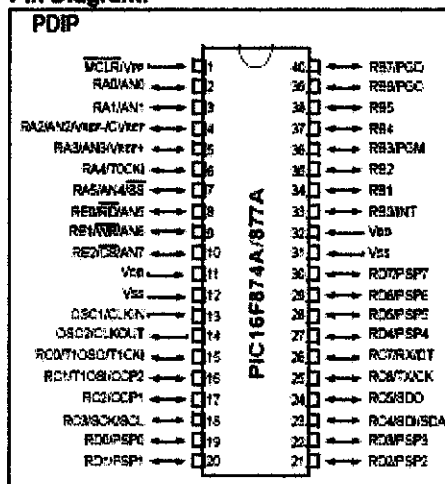 PDIP
MCLR/VPP 1
RA0/AN0 2
RA1/AN1 3
RA2/AN2/VREF-/CVREF 4
RA3/AN3/VREF+ 5
RA4/T0CKI 6
RA5/AN4/SS 7
RE0/RD/AN5 8
RE1/WR/AN6 9
RE2/CS/AN7 10
VDD 11
VSS 12
OSC1/CLKIN 13
OSC2/CLKOUT 14
RC0/T1OSO/T1CKI 15
RC1/T1OSI/CCP2 16
RC2/CCP1 17
RC3/SCK/SCL 18
RD0/PSP0 19
RD1/PSP1 20
PIC16F874A/877A
40 RB7/PGD
39 RB6/PGC
38 RB5
37 RB4
36 RB3/PGM
35 RB2
34 RB1
33 RB0/INT
32 VDD
31 VSS
30 RD7/PSP7
29 RD6/PSP6
28 RD5/PSP5
27 RD4/PSP4
26 RC7/RX/DT
25 RC6/TX/CK
24 RC5/SDO
23 RC4/SDI/SDA
22 RD3/PSP3
21 RD2/PSP2